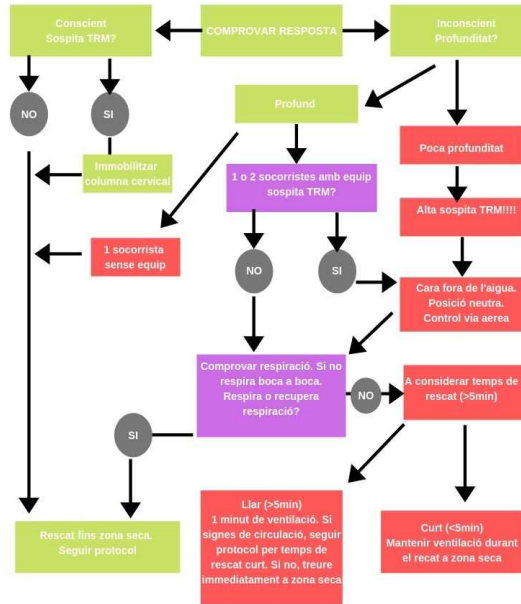 Conscient
Sospita TRM?
COMPROVAR RESPOSTA
Inconscient
Profunditat?
NO
SI
Profund
Poca profunditat
Immobilitzar
columna cervical
1 o 2 socorristes amb equip
sospita TRM?
Alta sospita TRM!!!!
1 socorrista
sense equip
NO
SI
Cara fora de l'aigua.
Posició neutra.
Control via aerea
Comprovar respiració. Si no
respira boca a boca.
Respira o recupera
respiració?
NO
A considerar temps de
rescat (>5min)
SI
Rescat fins zona seca.
Seguir protocol
Llar (>5min)
1 minut de ventilació. Si
signes de circulació, seguir
protocol per temps de
rescat curt. Si no, treure
immediatament a zona seca
Curt (<5min)
Mantenir ventilació durant
el recat a zona seca